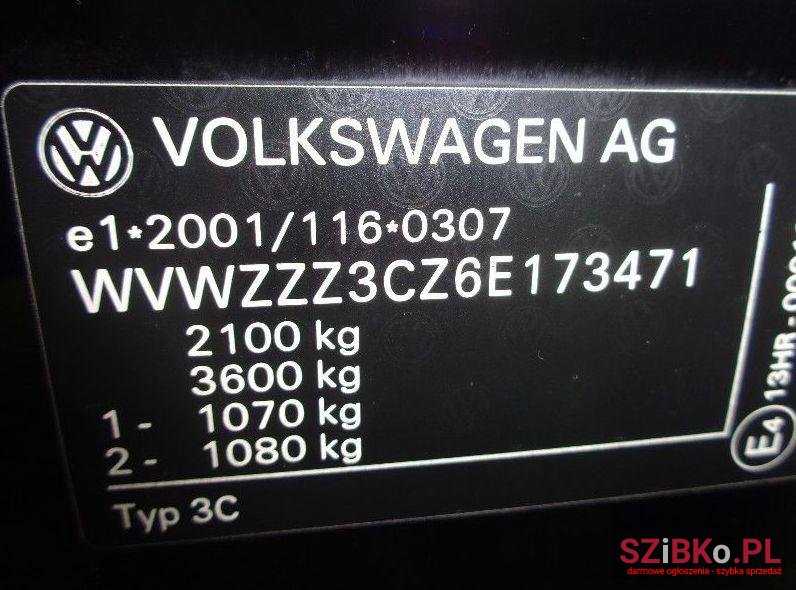 VOLKSWAGEN AG
e1*2001/116*0307
WVWZZZ3CZ6E173471
2100 kg
3600 kg
1- 1070 kg
2- 1080 kg
Typ 3C
E4
13HR-
SZiBKo.PL
darmowe ogłoszenia - szybka sprzedaż